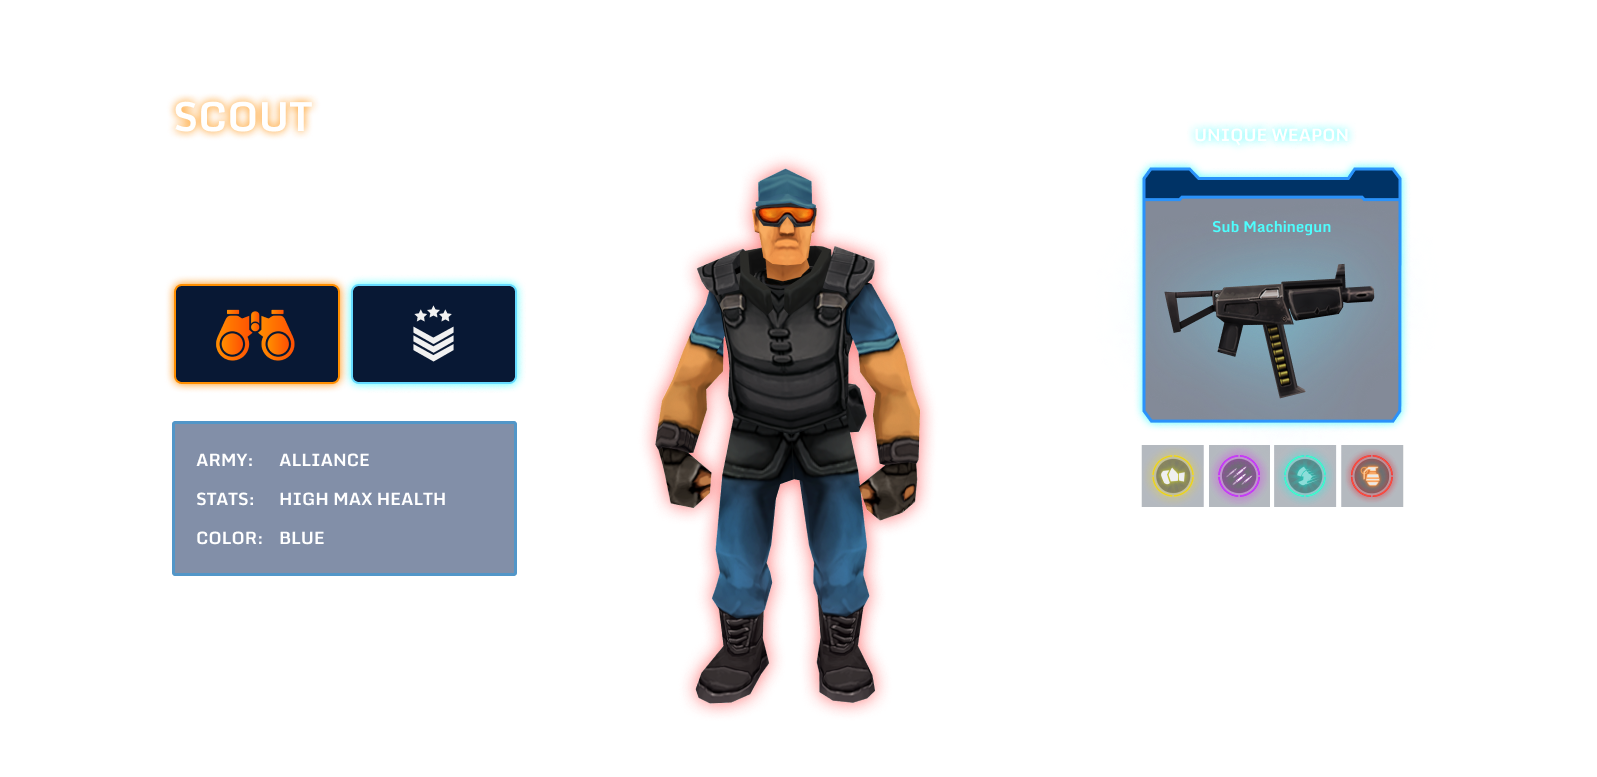 SCOUT
UNIQUE WEAPON
Sub Machinegun
ARMY: ALLIANCE
STATS: HIGH MAX HEALTH
COLOR: BLUE